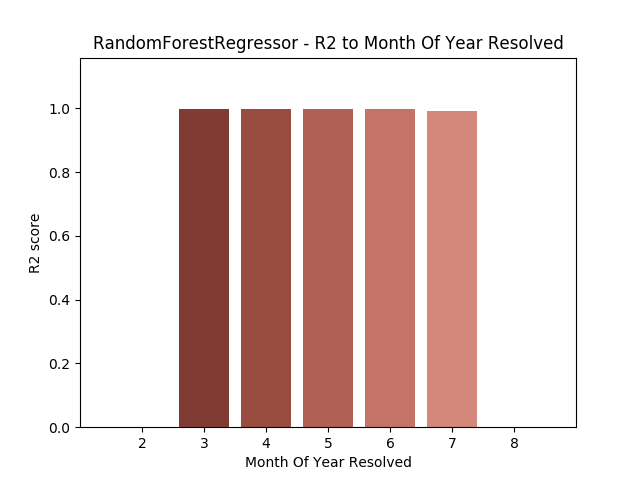 RandomForestRegressor - R2 to Month Of Year Resolved
1.0
0.8
0.6
0.4
0.2
0.0
R2 score
2 3 4 5 6 7 8
Month Of Year Resolved